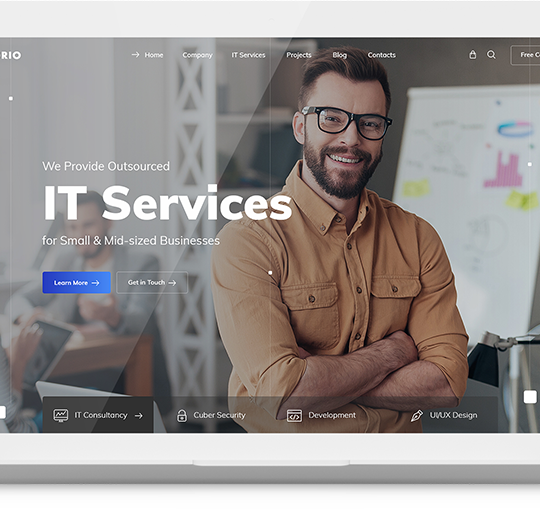 RIO
Home Company IT Services Projects Blog Contacts
Free C
We Provide Outsourced
IT Services
for Small & Mid-sized Businesses
Learn More
Get in Touch
IT Consultancy
Cuber Security
Development
UI/UX Design